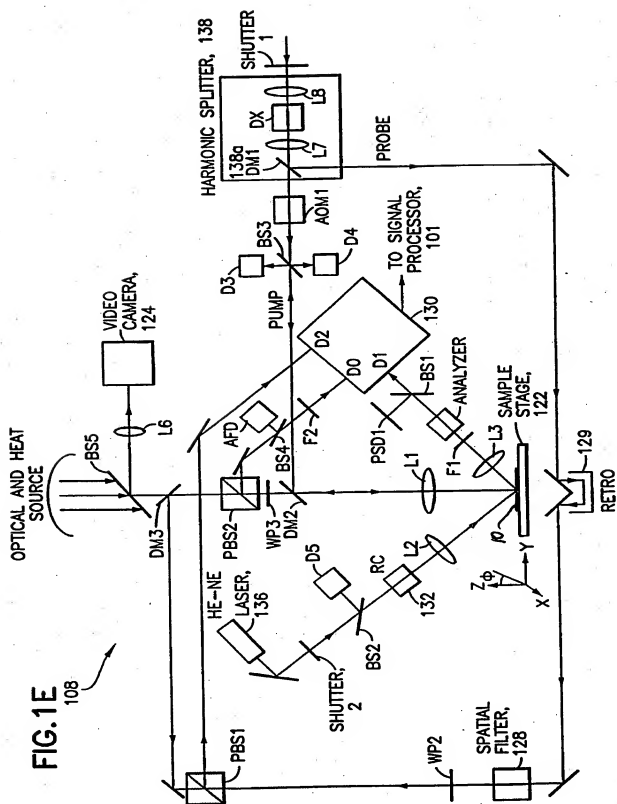 FIG.1E
108
OPTICAL AND HEAT
SOURCE
BS5
VIDEO
CAMERA,
124
L6
DM3
HARMONIC SPLITTER, 138
SHUTTER
1
L8
DX
L7
138a
DM1
PROBE
AOM1
BS3
D3
D4
PUMP
TO SIGNAL
PROCESSOR,
101
130
D2
D0
D1
AFD
BS4
F2
PBS2
WP3
DM2
BS1
PSD1
ANALYZER
F1
L3
SAMPLE
STAGE,
122
L1
10
129
RETRO
HE-NE
LASER,
136
D5
RC
132
L2
BS2
SHUTTER,
2
Z
Φ
Y
X
PBS1
WP2
SPATIAL
FILTER,
128